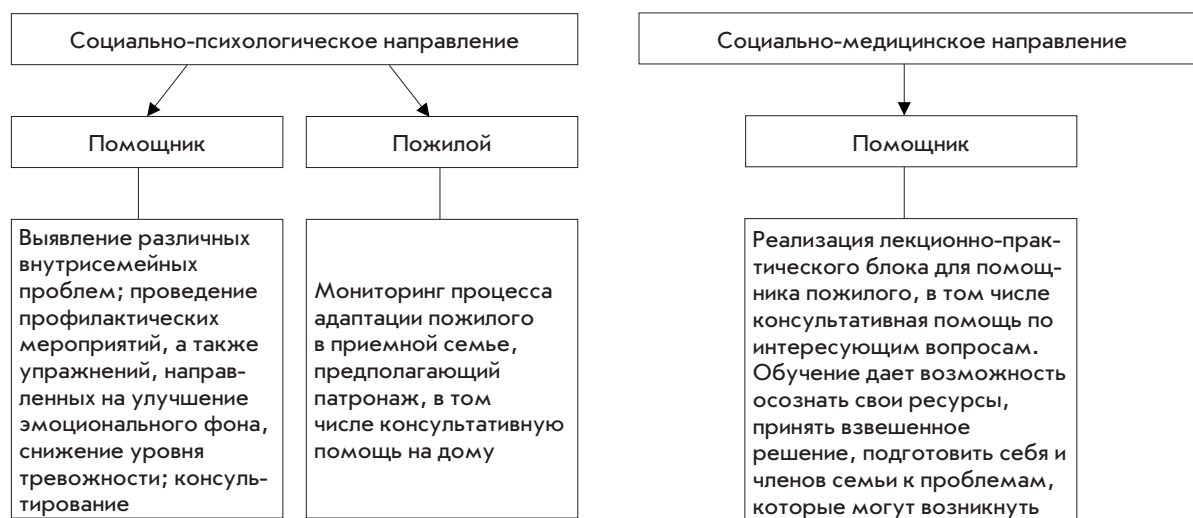 Социально-психологическое направление
Социально-медицинское направление
Помощник
Пожилой
Помощник
Выявление различных
внутрисемейных
проблем; проведение
профилактических
мероприятий, а также
упражнений, направ-
ленных на улучшение
эмоционального фона,
снижение уровня
тревожности; консуль-
тирование
Мониторинг процесса
адаптации пожилого
в приемной семье,
предполагающий
патронаж, в том
числе консультативную
помощь на дому
Реализация лекционно-прак-
тического блока для помощ-
ника пожилого, в том числе
консультативная помощь по
интересующим вопросам.
Обучение дает возможность
осознать свои ресурсы,
принять взвешенное
решение, подготовить себя и
членов семьи к проблемам,
которые могут возникнуть